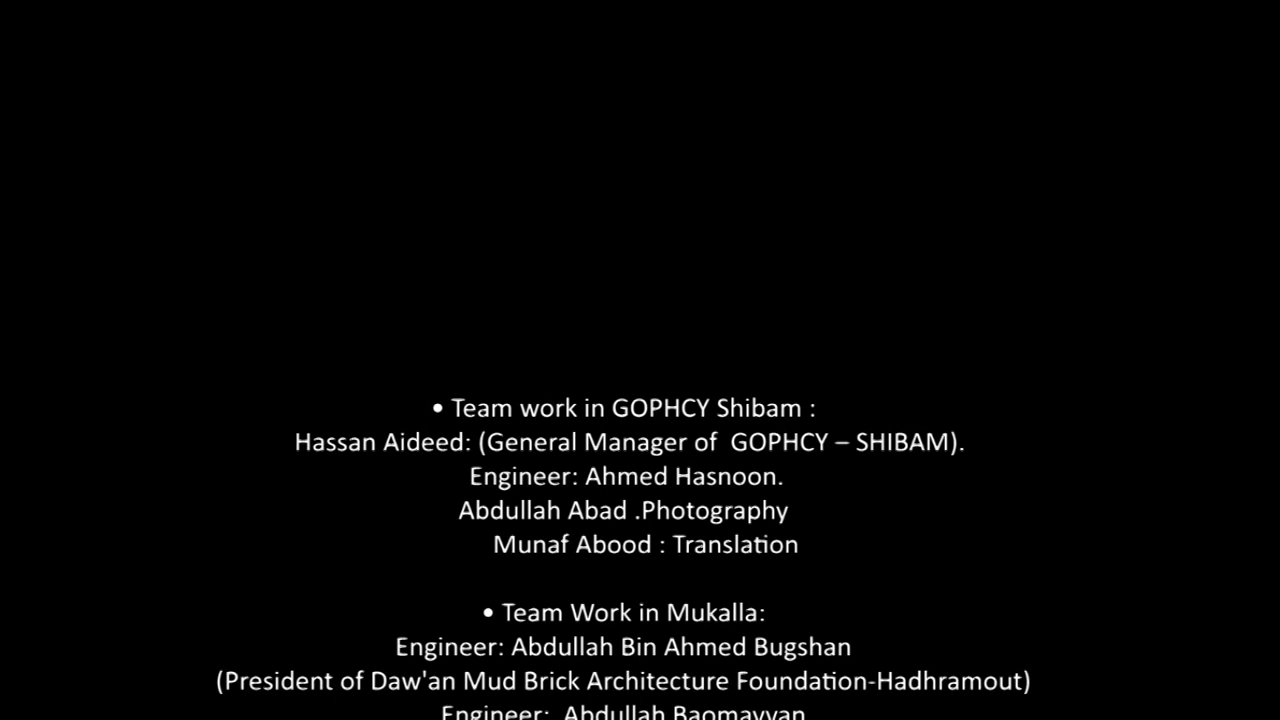 • Team work in GOPHCY Shibam :
Hassan Aideed: (General Manager of  GOPHCY – SHIBAM).
Engineer: Ahmed Hasnoon.
Abdullah Abad .Photography
Munaf Abood : Translation
• Team Work in Mukalla:
Engineer: Abdullah Bin Ahmed Bugshan
(President of Daw'an Mud Brick Architecture Foundation-Hadhramout)
Engineer:  Abdullah